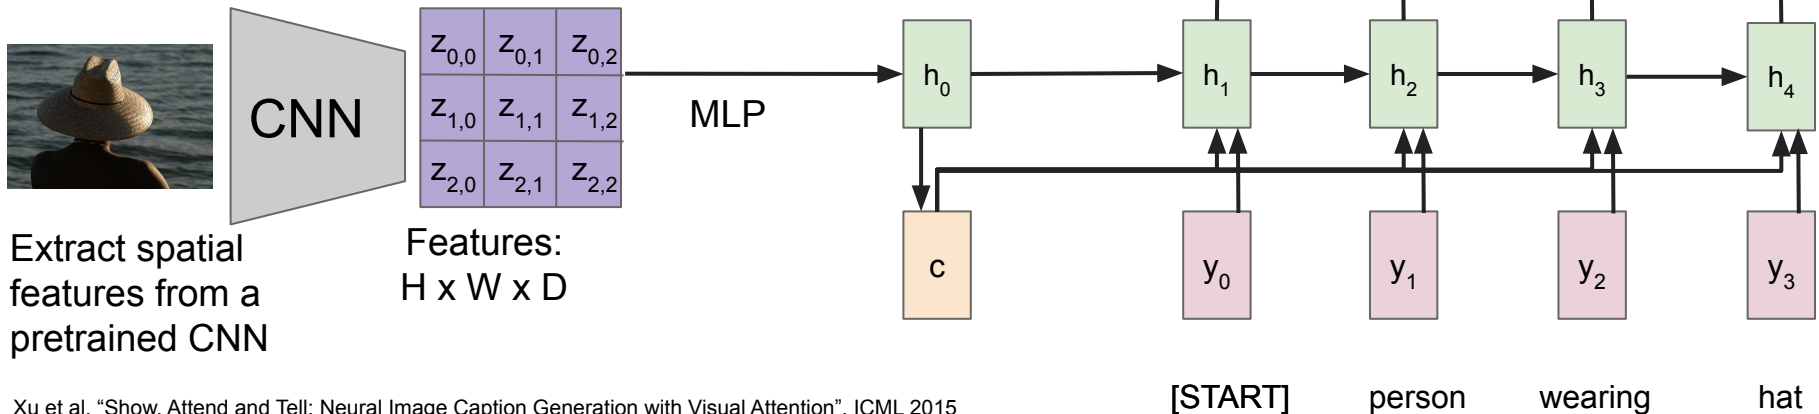 CNN
z0,0 z0,1 z0,2
z1,0 z1,1 z1,2
z2,0 z2,1 z2,2
MLP
h0 h1 h2 h3 h4
c y0 y1 y2 y3
Extract spatial
features from a
pretrained CNN
Features:
H x W x D
[START] person wearing hat
Xu et al, “Show, Attend and Tell: Neural Image Caption Generation with Visual Attention”, ICML 2015